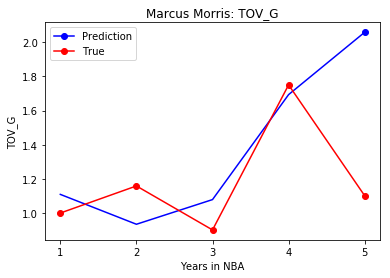 Marcus Morris: TOV_G
Prediction
True
TOV_G
2.0
1.8
1.6
1.4
1.2
1.0
1
2
3
4
5
Years in NBA